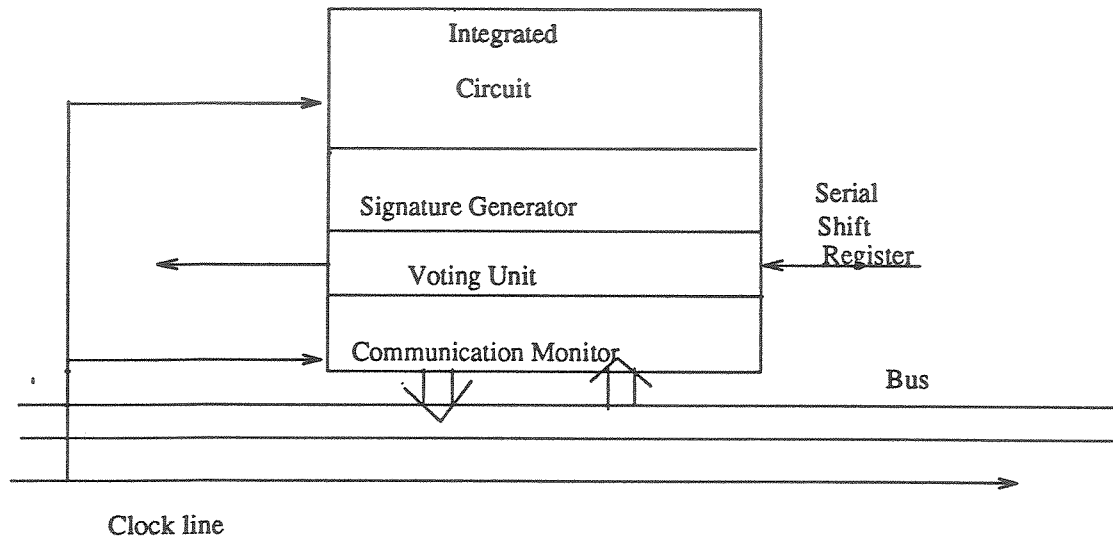 Integrated
Circuit
Signature Generator
Serial
Shift
Register
Voting Unit
Communication Monitor
Bus
Clock line